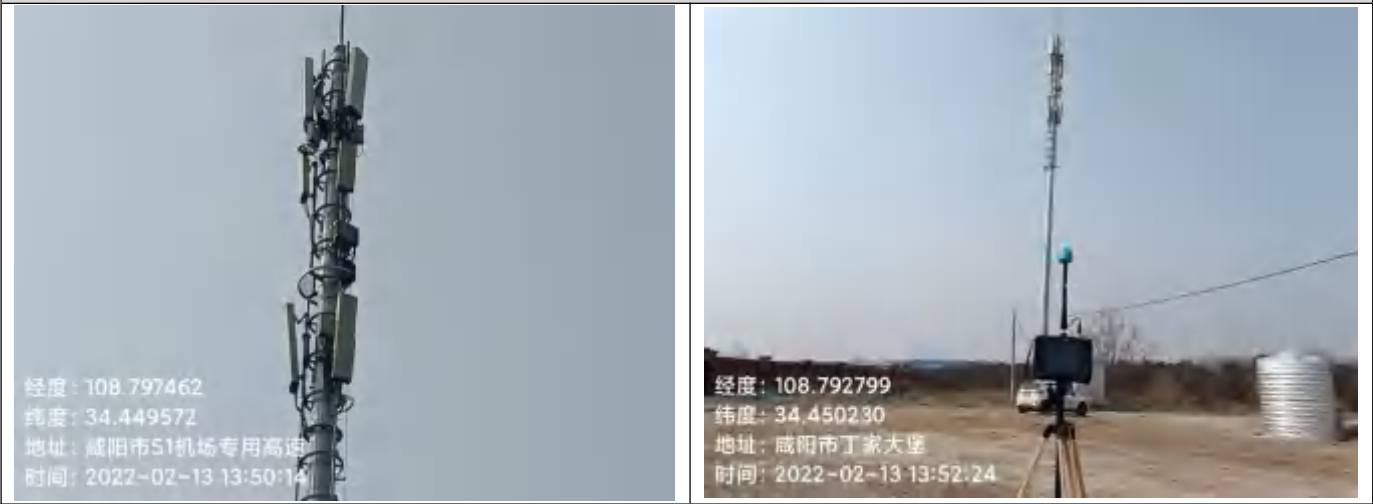 经度: 108.797462
纬度: 34.449572
地址: 咸阳市S1机场专用高速
时间: 2022-02-13 13:50:14
经度: 108.792799
纬度: 34.450230
地址: 咸阳市丁家大堡
时间: 2022-02-13 13:52:24